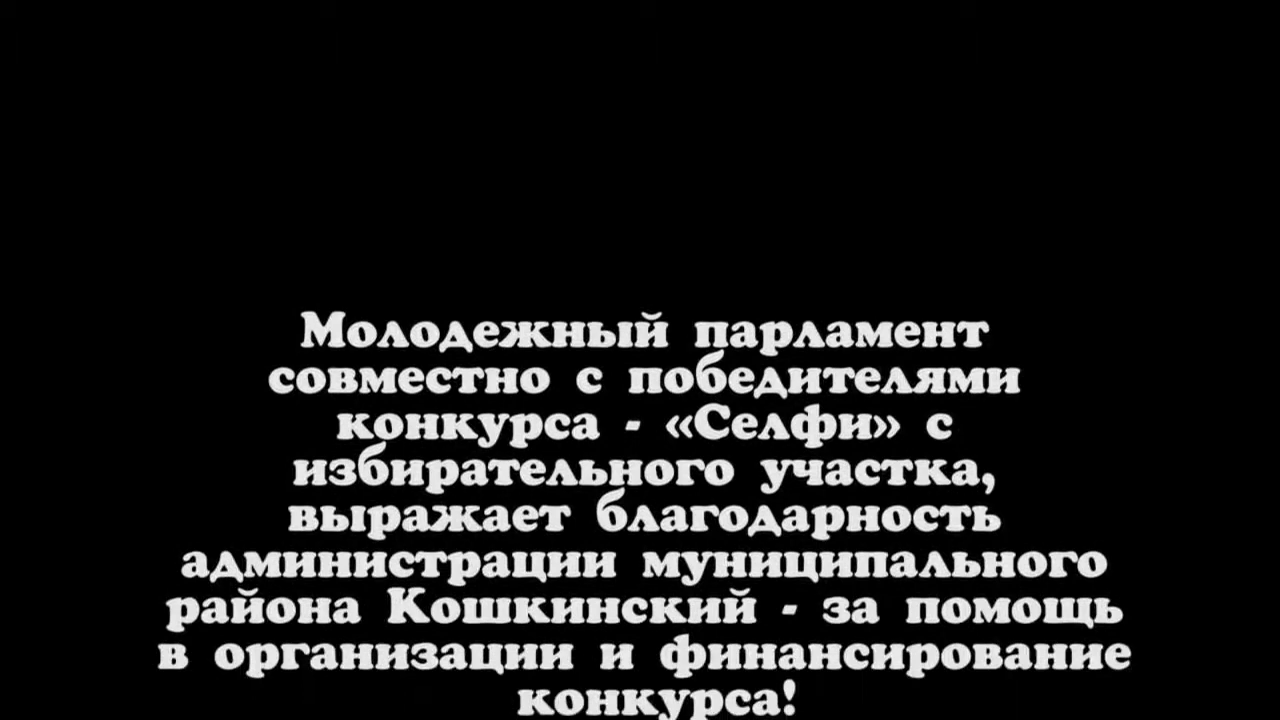 Молодежный парламент
совместно с победителями
конкурса - «Селфи» с
избирательного участка,
выражает благодарность
администрации муниципального
района Кошкинский - за помощь
в организации и финансирование
конкурса!